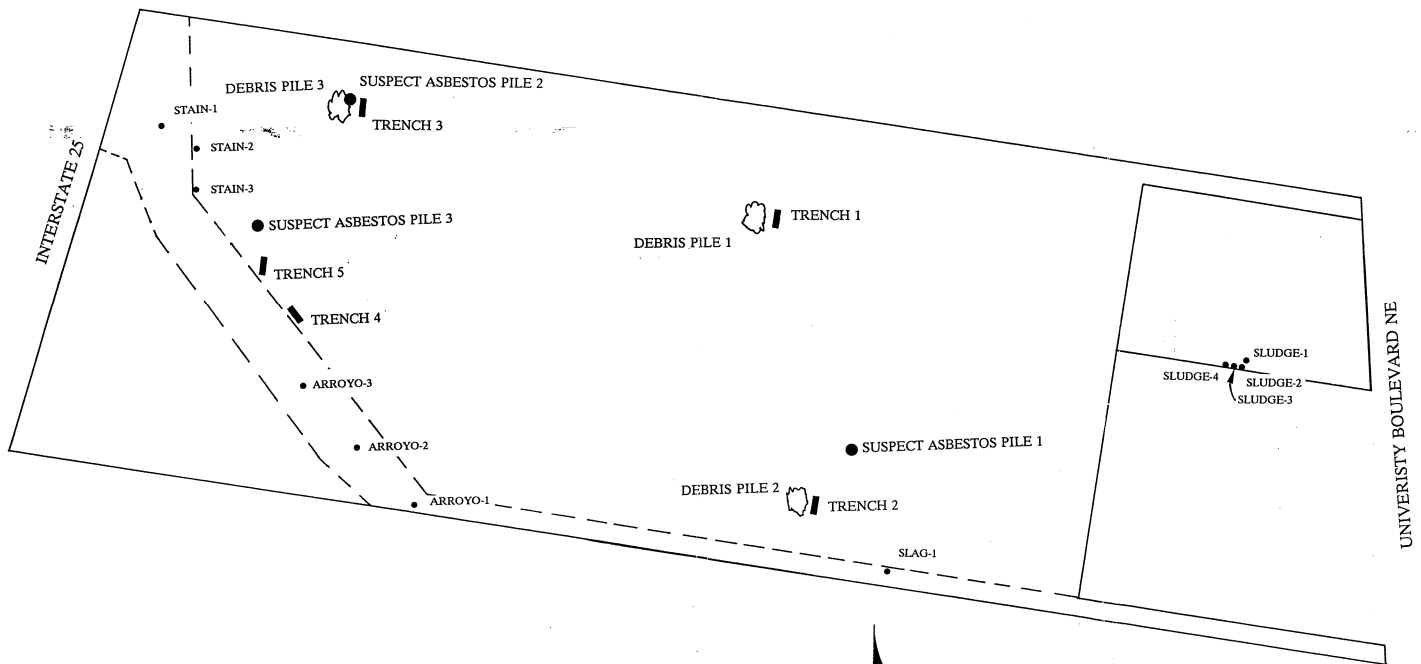 DEBRIS PILE 3
SUSPECT ASBESTOS PILE 2
STAIN-1
TRENCH 3
STAIN-2
INTERSTATE 25
STAIN-3
SUSPECT ASBESTOS PILE 3
TRENCH 1
DEBRIS PILE 1
TRENCH 5
TRENCH 4
UNIVERISTY BOULEVARD NE
SLUDGE-1
SLUDGE-4
SLUDGE-2
SLUDGE-3
ARROYO-3
ARROYO-2
SUSPECT ASBESTOS PILE 1
DEBRIS PILE 2
ARROYO-1
TRENCH 2
SLAG-1